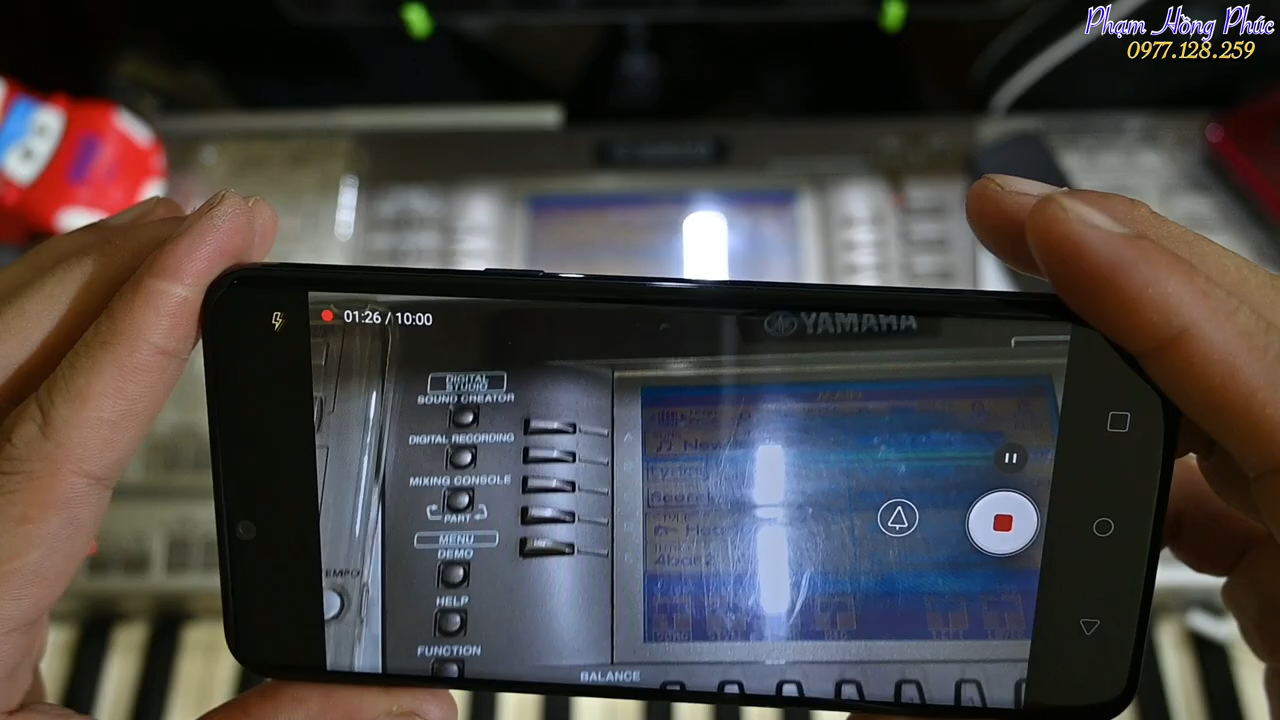 Phạm Hồng Phúc
0977.128.259
01:26 / 10:00
YAMAHA
DIGITAL
STUDIO
SOUND CREATOR
DIGITAL RECORDING
MIXING CONSOLE
PART
MENU
DEMO
HELP
FUNCTION
BALANCE
MAIN